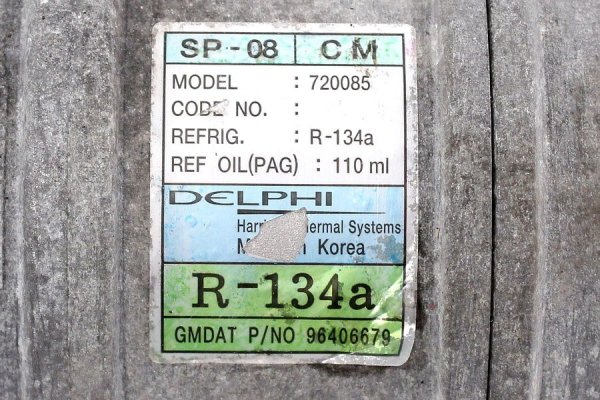 SP-08 CM
MODEL : 720085
CODE NO. :
REFRIG. : R-134a
REF OIL(PAG) : 110 ml
DELPHI
Thermal Systems
Korea
R-134a
GMDAT P/NO 96406679